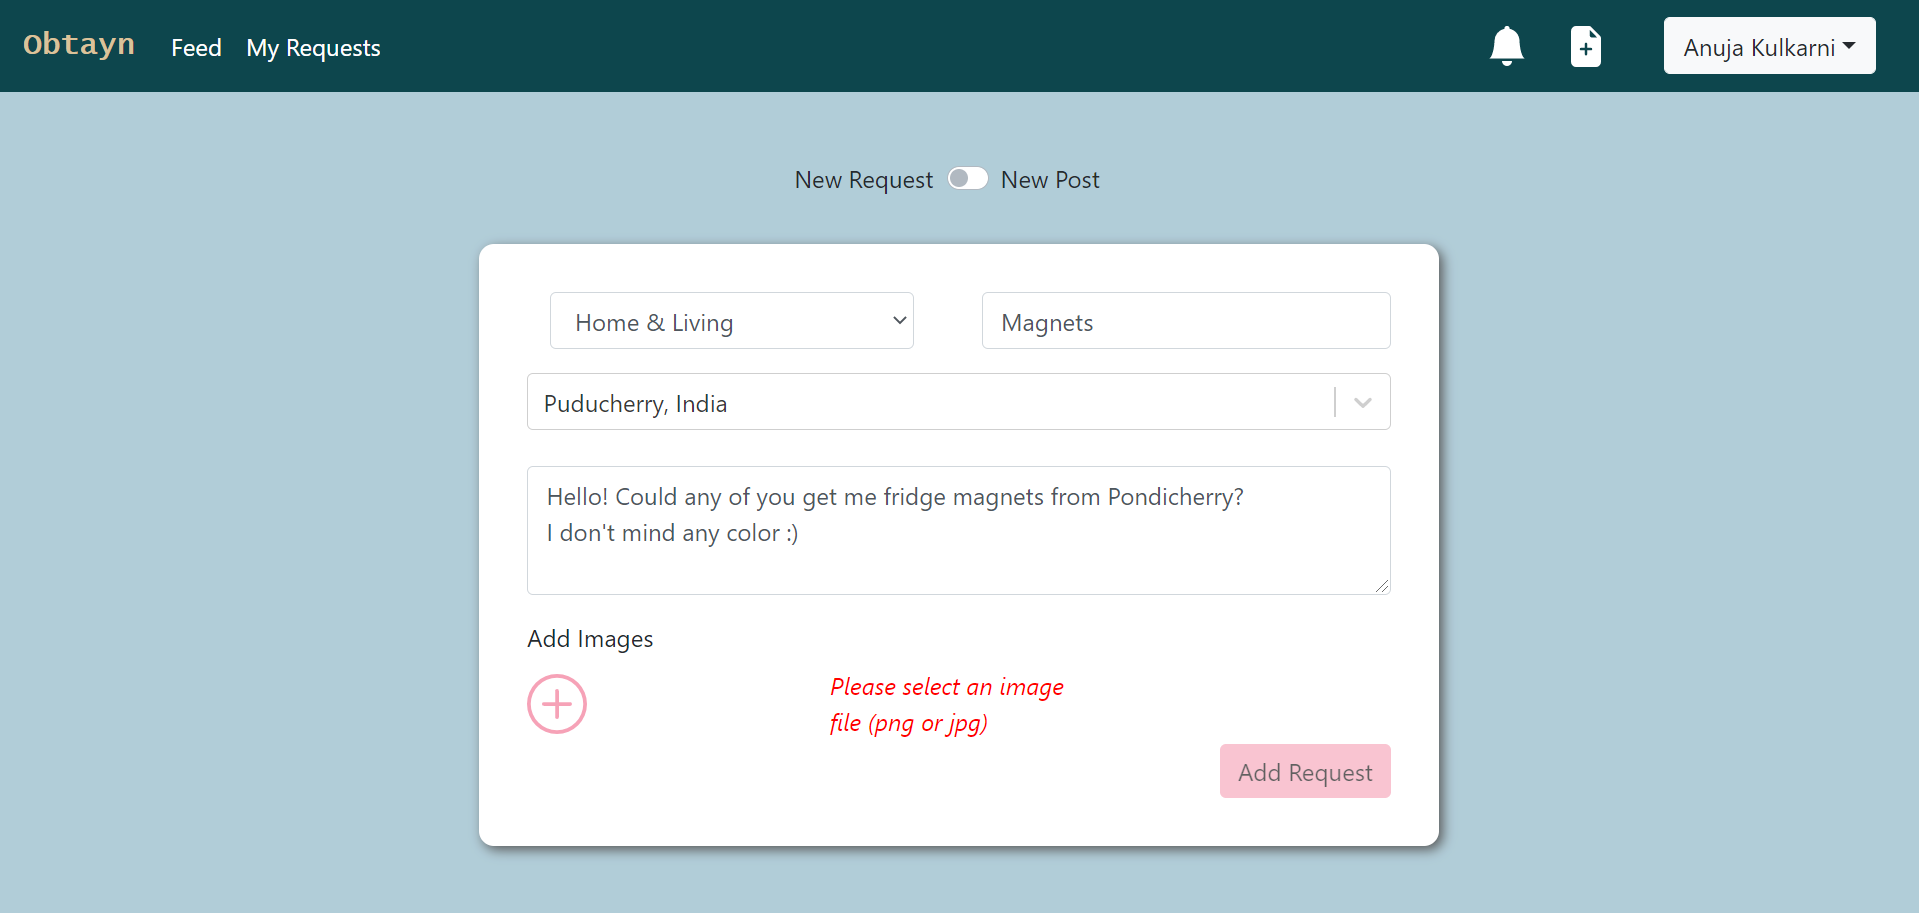 Obtayn Feed My Requests Anuja Kulkarni
New Request New Post
Home & Living Magnets
Puducherry, India
Hello! Could any of you get me fridge magnets from Pondicherry?
I don't mind any color :)
Add Images
Please select an image
file (png or jpg)
Add Request